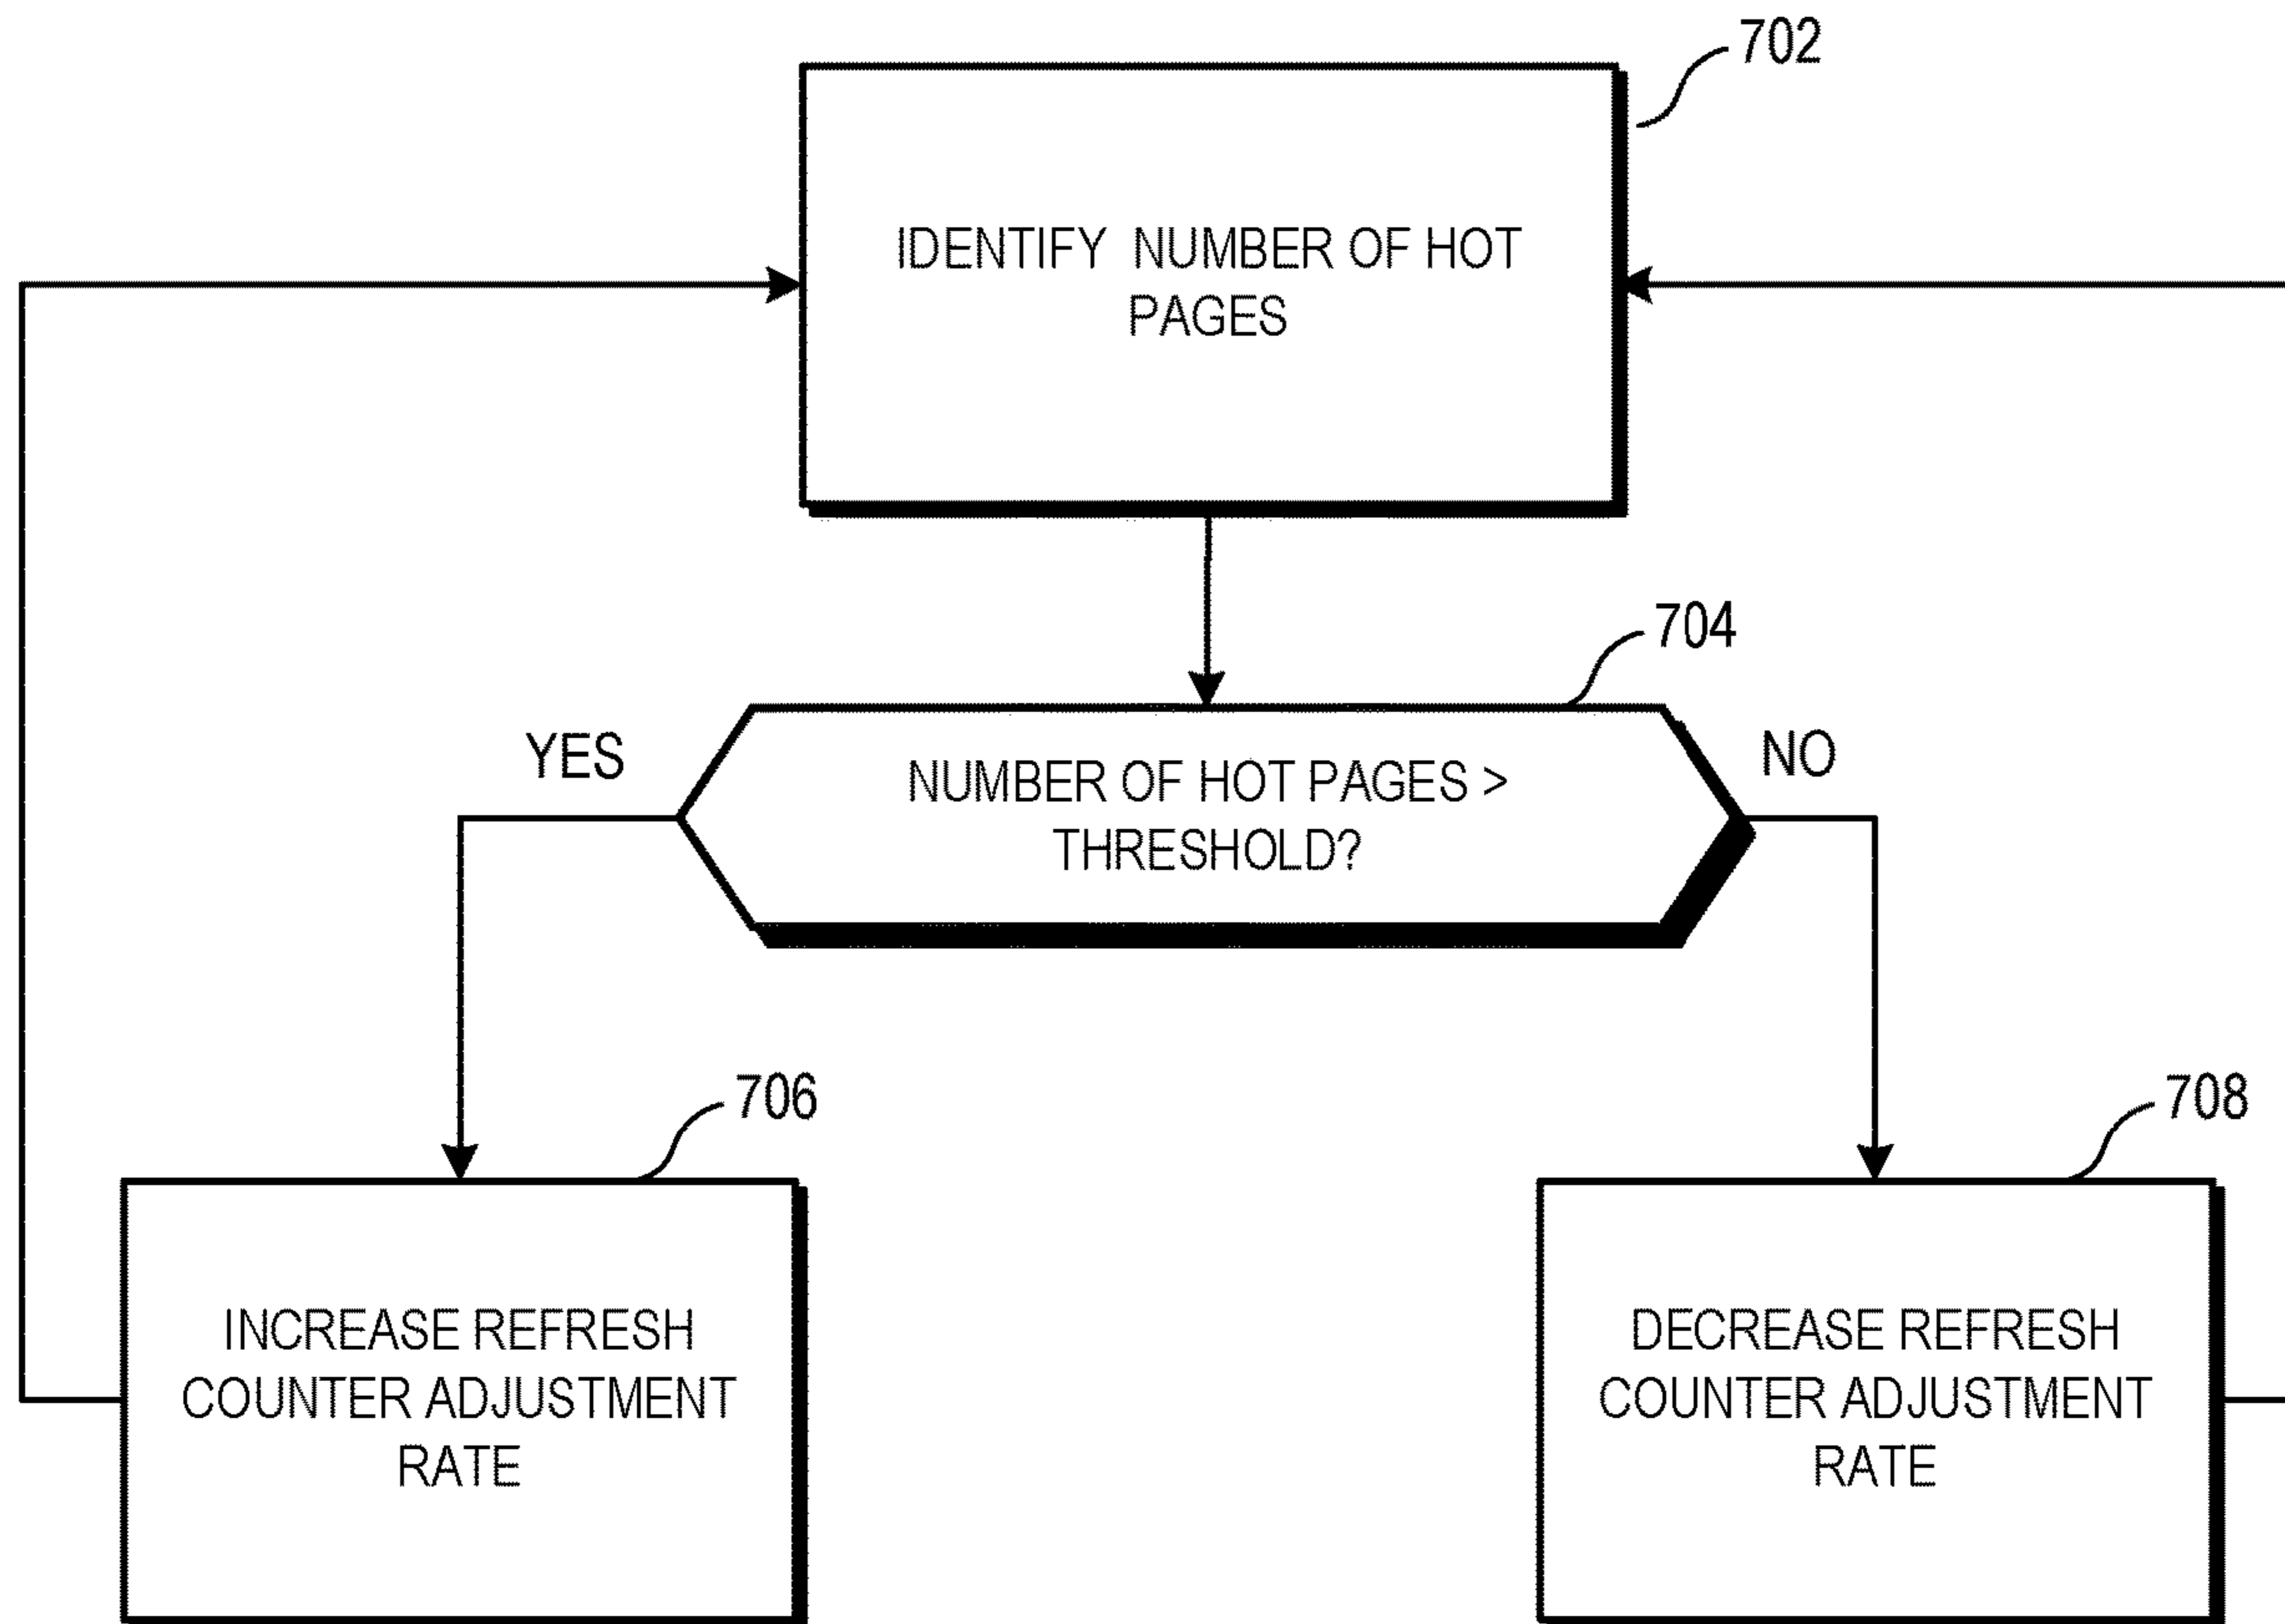 702
IDENTIFY NUMBER OF HOT
PAGES
704
YES
NO
NUMBER OF HOT PAGES >
THRESHOLD?
706
708
INCREASE REFRESH
COUNTER ADJUSTMENT
RATE
DECREASE REFRESH
COUNTER ADJUSTMENT
RATE